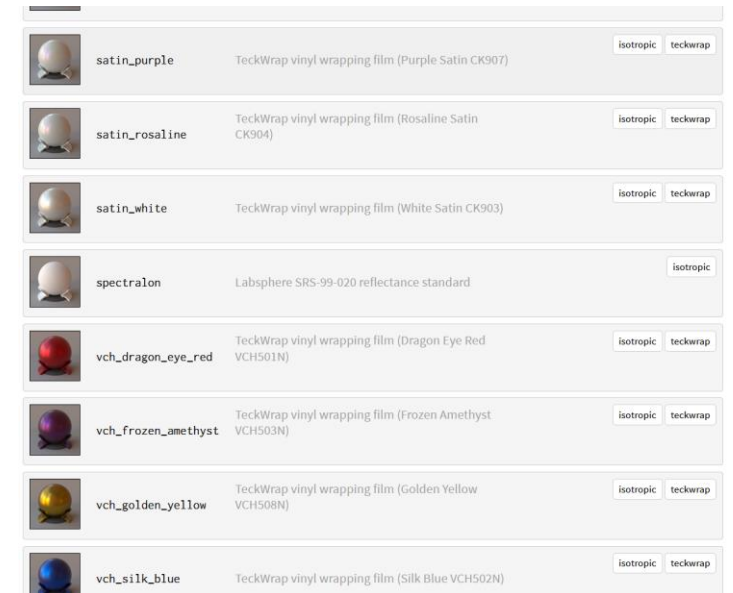 isotropic teckwrap
satin_purple TeckWrap vinyl wrapping film (Purple Satin CK907)
TeckWrap vinyl wrapping film (Rosaline Satin isotropic teckwrap
satin_rosaline CK904)
isotropic teckwrap
satin_white TeckWrap vinyl wrapping film (White Satin CK903)
isotropic
spectralon Labsphere SRS-99-020 reflectance standard
TeckWrap vinyl wrapping film (Dragon Eye Red isotropic teckwrap
vch_dragon_eye_red VCH501N)
TeckWrap vinyl wrapping film (Frozen Amethyst isotropic teckwrap
vch_frozen_amethyst VCH503N)
TeckWrap vinyl wrapping film (Golden Yellow isotropic teckwrap
vch_golden_yellow VCH508N)
isotropic teckwrap
vch_silk_blue TeckWrap vinyl wrapping film (Silk Blue VCH502N)